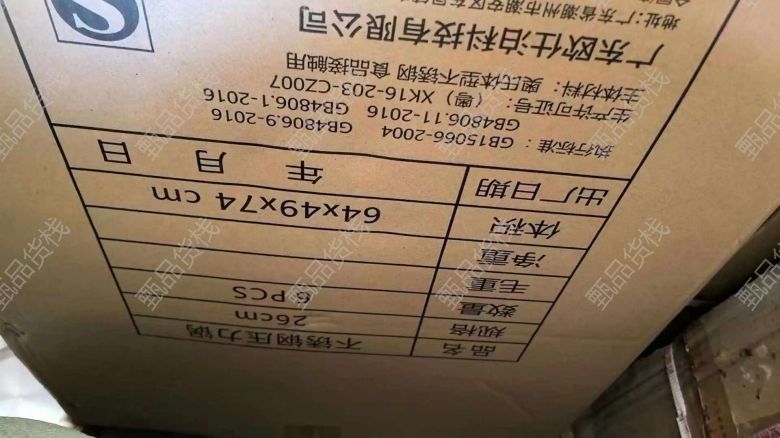 品名 不锈钢压力锅
规格 26cm
数量 6 PCS
毛重
净重
体积 64x49x74 cm
出厂日期 年 月 日
执行标准: GB15066-2004 GB4806.9-2016
GB4806.11-2016 GB4806.1-2016
生产许可证号: (粤) XK16-203-CZ007
主体材料: 奥氏体型不锈钢 食品接触用
广东欧仕泊科技有限公司
地址: 广东省潮州市潮安区东凤
S
甄品货栈